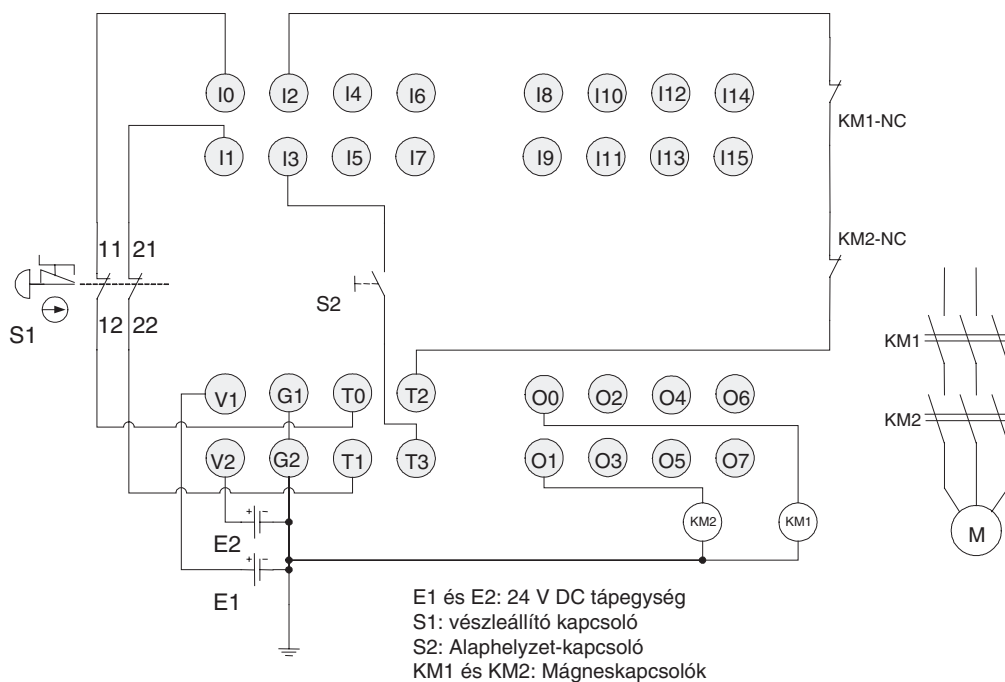 I0 I2 I4 I6 I8 I10 I12 I14
KM1-NC
I1 I3 I5 I7 I9 I11 I13 I15
KM2-NC
11 21
S1
12 22
S2
KM1
V1 G1 T0 T2 O0 O2 O4 O6
KM2
V2 G2 T1 T3 O1 O3 O5 O7
+ −
E2
KM2 KM1
M
+ −
E1
E1 és E2: 24 V DC tápegység
S1: vészleállító kapcsoló
S2: Alaphelyzet-kapcsoló
KM1 és KM2: Mágneskapcsolók